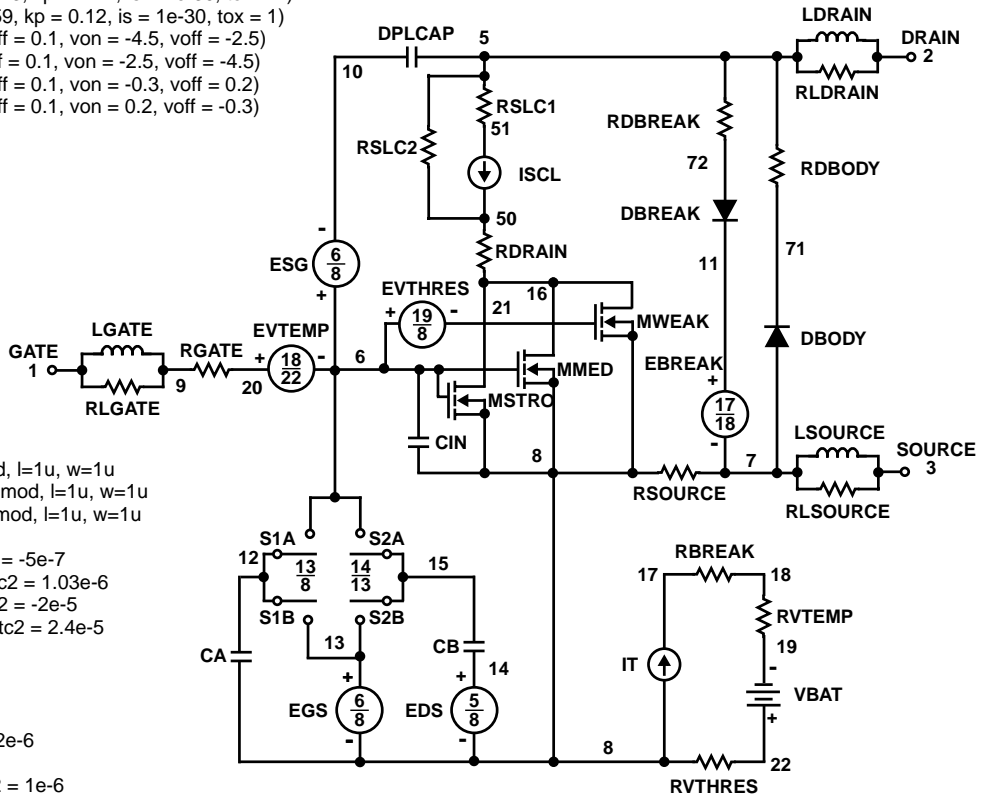 59, kp = 0.12, is = 1e-30, tox = 1)
ff = 0.1, von = -4.5, voff = -2.5)
f = 0.1, von = -2.5, voff = -4.5)
ff = 0.1, von = -0.3, voff = 0.2)
ff = 0.1, von = 0.2, voff = -0.3)
LDRAIN
DPLCAP
5
DRAIN
2
10
RLDRAIN
RSLC1
51
RDBREAK
RSLC2
72
RDBODY
ISCL
50
DBREAK
RDRAIN
71
11
-
ESG
6
8
+
EVTHRES
16
+
19
8
-
21
MWEAK
LGATE
EVTEMP
GATE
1
RGATE
+
18
22
-
6
MMED
EBREAK
+
DBODY
9
20
MSTRO
17
18
RLGATE
-
LSOURCE
CIN
8
7
SOURCE
3
d, l=1u, w=1u
mod, l=1u, w=1u
mod, l=1u, w=1u
RSOURCE
RLSOURCE
= -5e-7
c2 = 1.03e-6
2 = -2e-5
tc2 = 2.4e-5
S1A
S2A
12
13
8
14
13
15
RBREAK
17
18
S1B
S2B
RVTEMP
13
CB
19
CA
14
IT
-
+
+
VBAT
EGS
6
8
EDS
5
8
+
2e-6
-
-
8
22
2 = 1e-6
RVTHRES